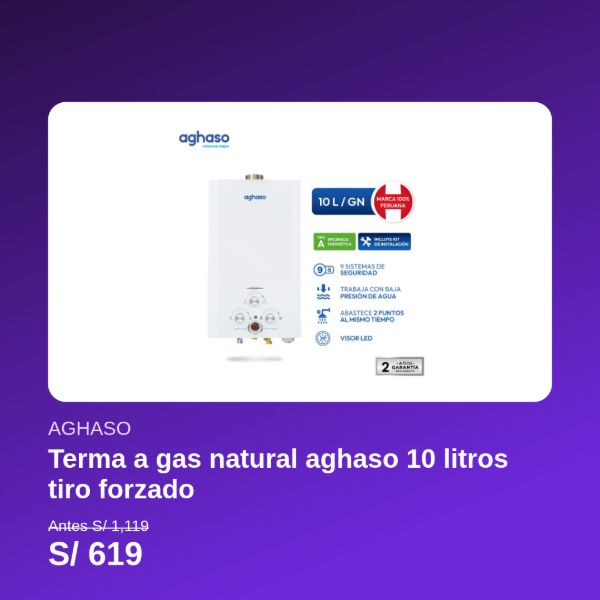 aghaso
aghaso
10 L / GN
MARCA 100%
PERUANA
A
EFICIENCIA
ENERGÉTICA
INCLUYE KIT
DE INSTALACIÓN
9
9 SISTEMAS DE
SEGURIDAD
TRABAJA CON BAJA
PRESIÓN DE AGUA
ABASTECE 2 PUNTOS
AL MISMO TIEMPO
VISOR LED
2 AÑOS
GARANTÍA
AGHASO
Terma a gas natural aghaso 10 litros
tiro forzado
Antes S/ 1,119
S/ 619